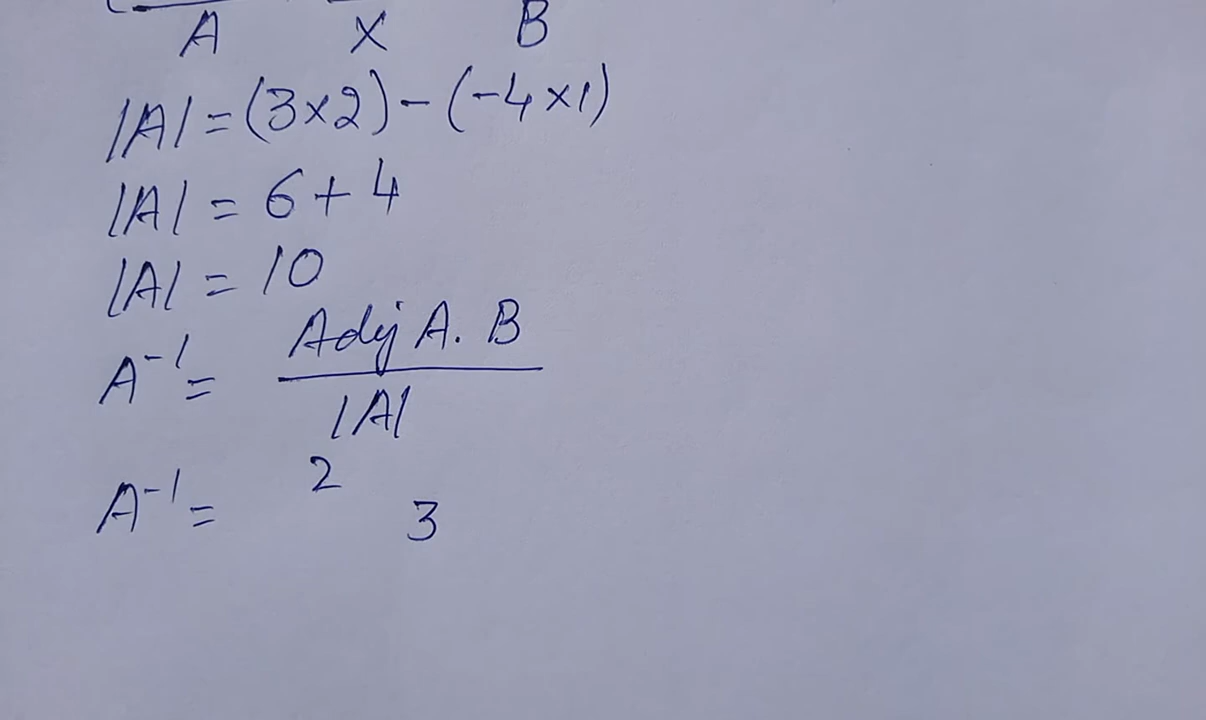 A X B
|A| = (3×2) - (-4×1)
|A| = 6 + 4
|A| = 10
A⁻¹ = Adj A. B / |A|
A⁻¹ = 2
3